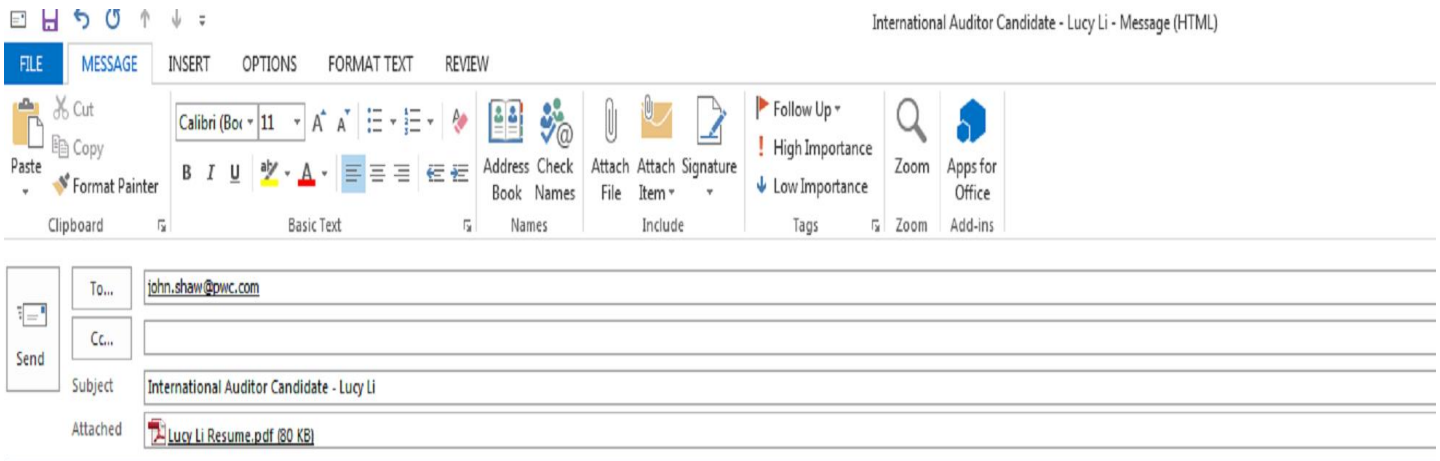 International Auditor Candidate - Lucy Li - Message (HTML)
FILE MESSAGE INSERT OPTIONS FORMAT TEXT REVIEW
Cut
Copy
Paste
Format Painter
Clipboard
Calibri (Boc 11
A A
B I U aby A
Basic Text
Address Book
Check Names
Names
Attach File
Attach Item
Signature
Include
Follow Up
High Importance
Low Importance
Tags
Zoom
Zoom
Apps for Office
Add-ins
Send
To... john.shaw@pwc.com
Cc...
Subject International Auditor Candidate - Lucy Li
Attached Lucy Li Resume.pdf (80 KB)